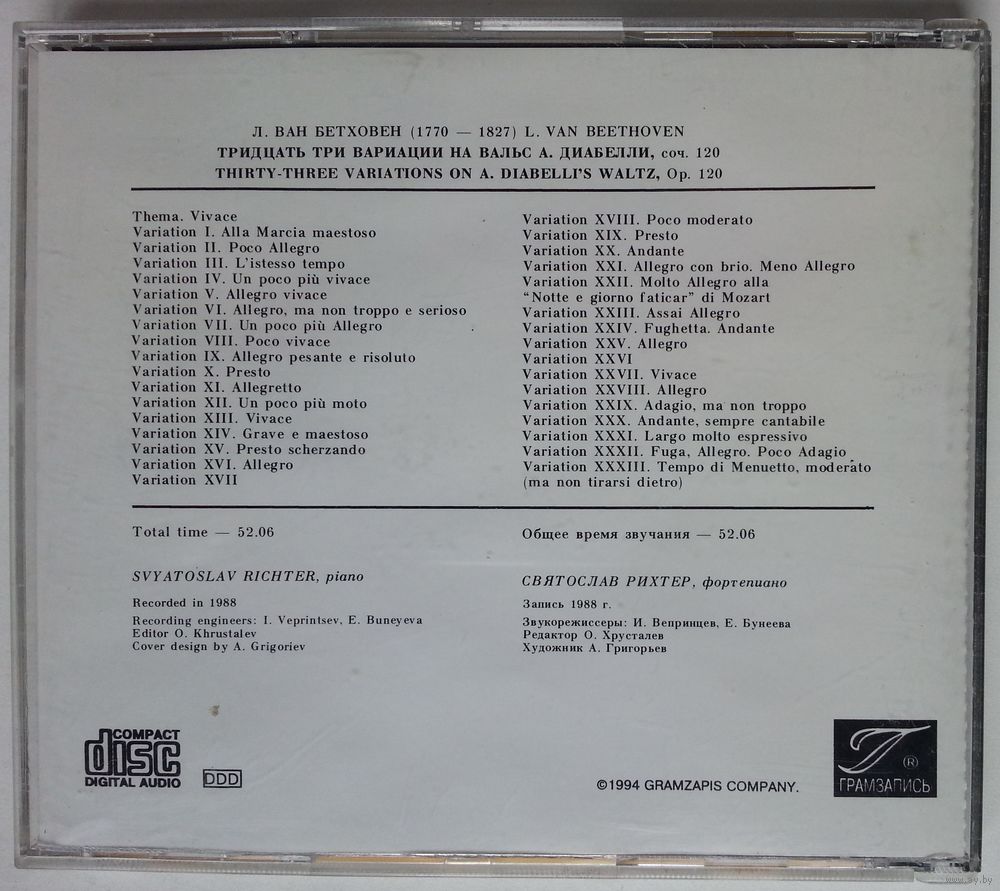 Л. ВАН БЕТХОВЕН (1770 — 1827) L. VAN BEETHOVEN
ТРИДЦАТЬ ТРИ ВАРИАЦИИ НА ВАЛЬС А. ДИАБЕЛЛИ, соч. 120
THIRTY-THREE VARIATIONS ON A. DIABELLI'S WALTZ, Op. 120
Thema. Vivace
Variation I. Alla Marcia maestoso
Variation II. Poco Allegro
Variation III. L'istesso tempo
Variation IV. Un poco più vivace
Variation V. Allegro vivace
Variation VI. Allegro, ma non troppo e serioso
Variation VII. Un poco più Allegro
Variation VIII. Poco vivace
Variation IX. Allegro pesante e risoluto
Variation X. Presto
Variation XI. Allegretto
Variation XII. Un poco più moto
Variation XIII. Vivace
Variation XIV. Grave e maestoso
Variation XV. Presto scherzando
Variation XVI. Allegro
Variation XVII
Variation XVIII. Poco moderato
Variation XIX. Presto
Variation XX. Andante
Variation XXI. Allegro con brio. Meno Allegro
Variation XXII. Molto Allegro alla
“Notte e giorno faticar” di Mozart
Variation XXIII. Assai Allegro
Variation XXIV. Fughetta. Andante
Variation XXV. Allegro
Variation XXVI
Variation XXVII. Vivace
Variation XXVIII. Allegro
Variation XXIX. Adagio, ma non troppo
Variation XXX. Andante, sempre cantabile
Variation XXXI. Largo molto espressivo
Variation XXXII. Fuga, Allegro. Poco Adagio
Variation XXXIII. Tempo di Menuetto, moderato
(ma non tirarsi dietro)
Total time — 52.06
SVYATOSLAV RICHTER, piano
Recorded in 1988
Recording engineers: I. Veprintsev, E. Buneyeva
Editor O. Khrustalev
Cover design by A. Grigoriev
Общее время звучания — 52.06
СВЯТОСЛАВ РИХТЕР, фортепиано
Запись 1988 г.
Звукорежиссеры: И. Вепринцев, Е. Бунеева
Редактор О. Хрусталев
Художник А. Григорьев
COMPACT
disc
DIGITAL AUDIO
DDD
©1994 GRAMZAPIS COMPANY.
®
ГРАМЗАПИСЬ